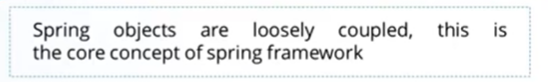 Spring objects are loosely coupled, this is
the core concept of spring framework